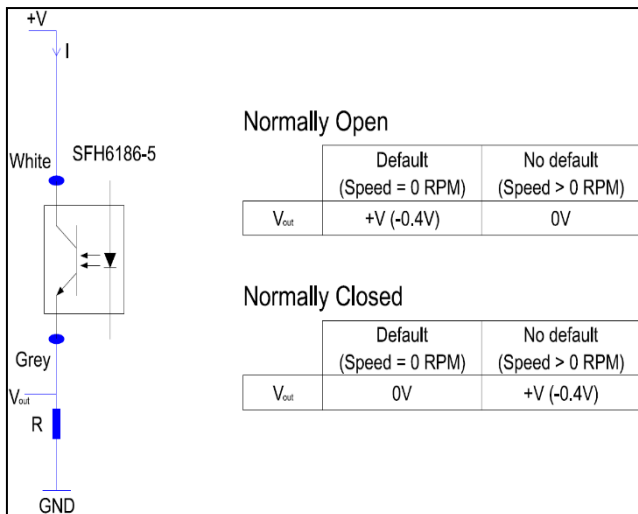 +V
I
SFH6186-5
White
Grey
Vout
R
GND
Normally Open
Default No default
(Speed = 0 RPM) (Speed > 0 RPM)
Vout +V (-0.4V) 0V
Normally Closed
Default No default
(Speed = 0 RPM) (Speed > 0 RPM)
Vout 0V +V (-0.4V)